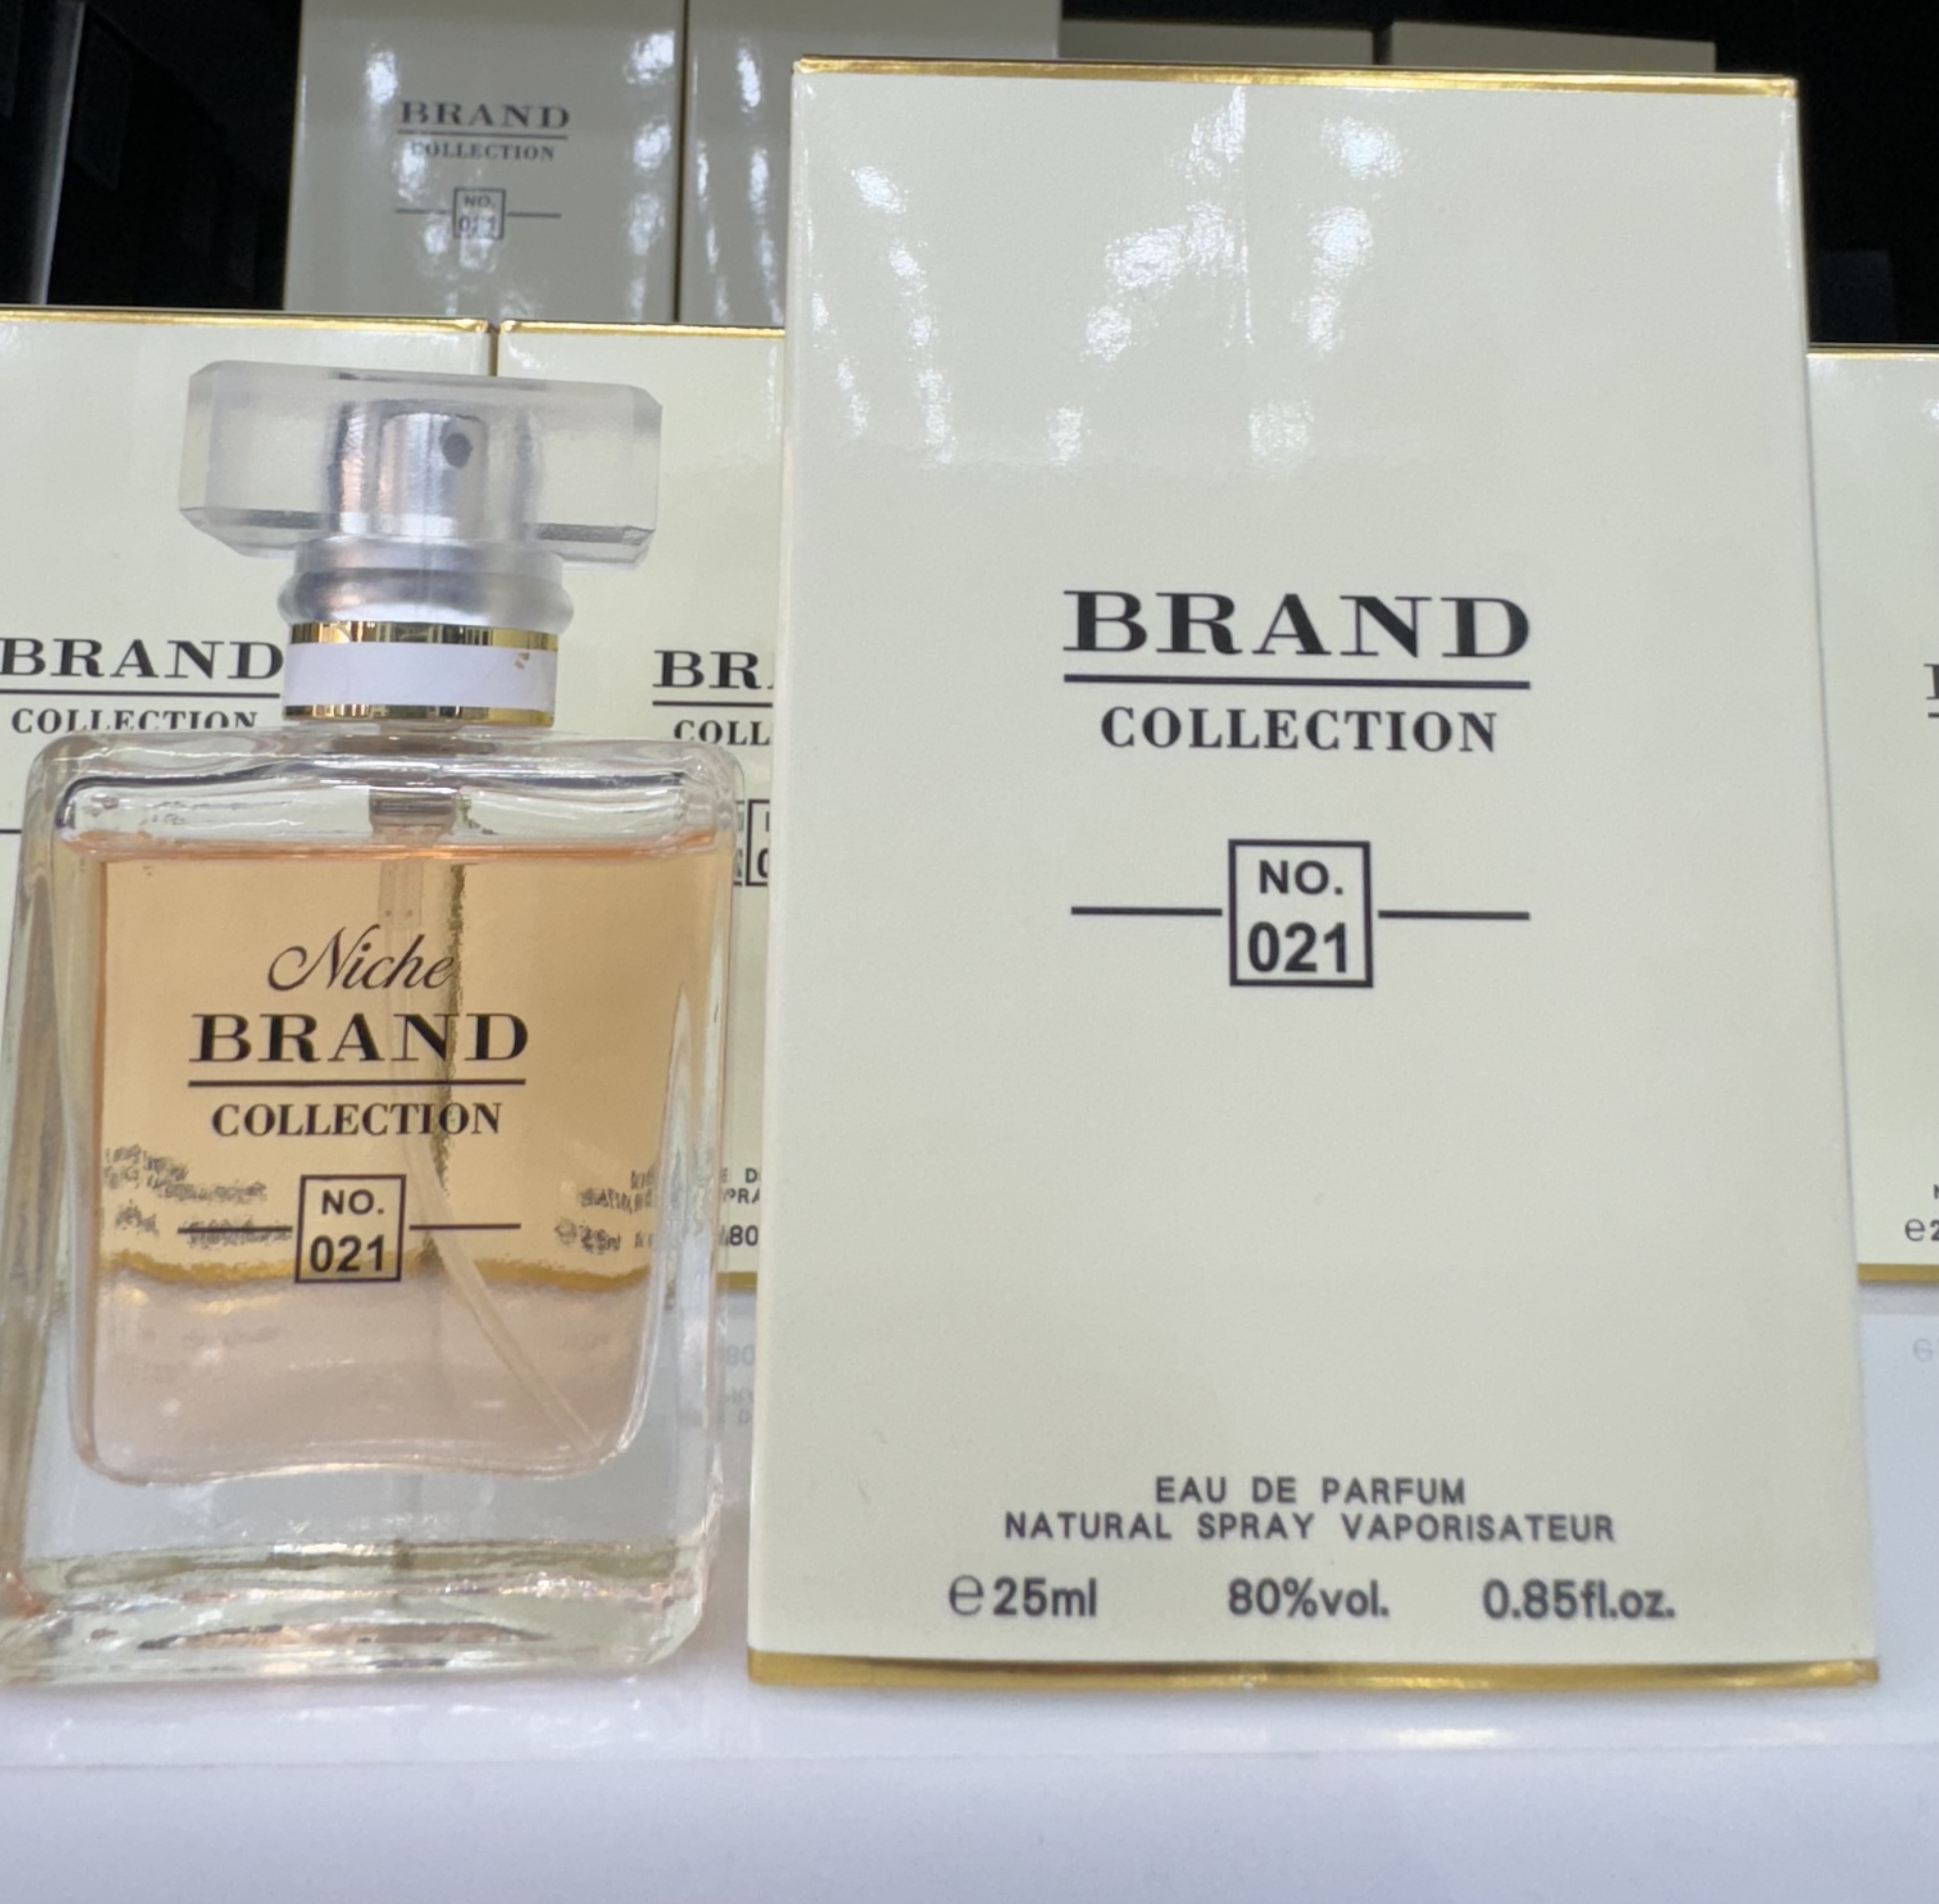 BRAND
COLLECTION
NO.
021
BRAND
COLLECTION
Niche
BRAND
COLLECTION
NO.
021
BRAND
COLLECTION
NO.
021
EAU DE PARFUM
NATURAL SPRAY VAPORISATEUR
℮25ml 80%vol. 0.85fl.oz.